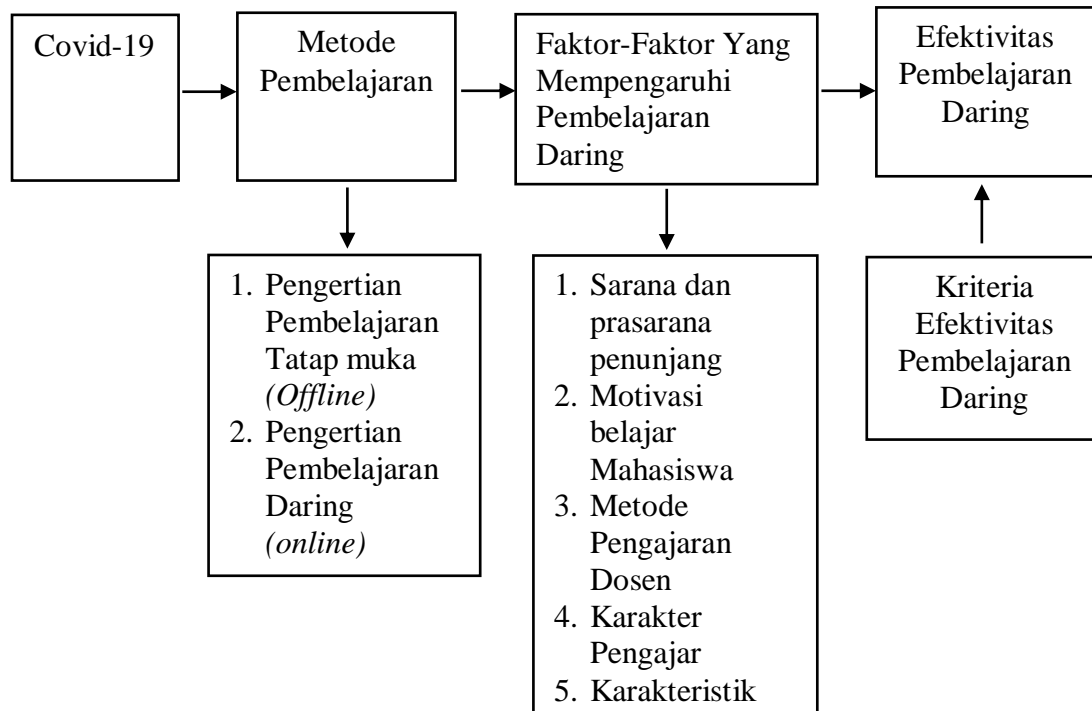 Covid-19
Metode
Pembelajaran
Faktor-Faktor Yang
Mempengaruhi
Pembelajaran
Daring
Efektivitas
Pembelajaran
Daring
1. Pengertian
Pembelajaran
Tatap muka
(Offline)
2. Pengertian
Pembelajaran
Daring
(online)
1. Sarana dan
prasarana
penunjang
2. Motivasi
belajar
Mahasiswa
3. Metode
Pengajaran
Dosen
4. Karakter
Pengajar
5. Karakteristik
Kriteria
Efektivitas
Pembelajaran
Daring